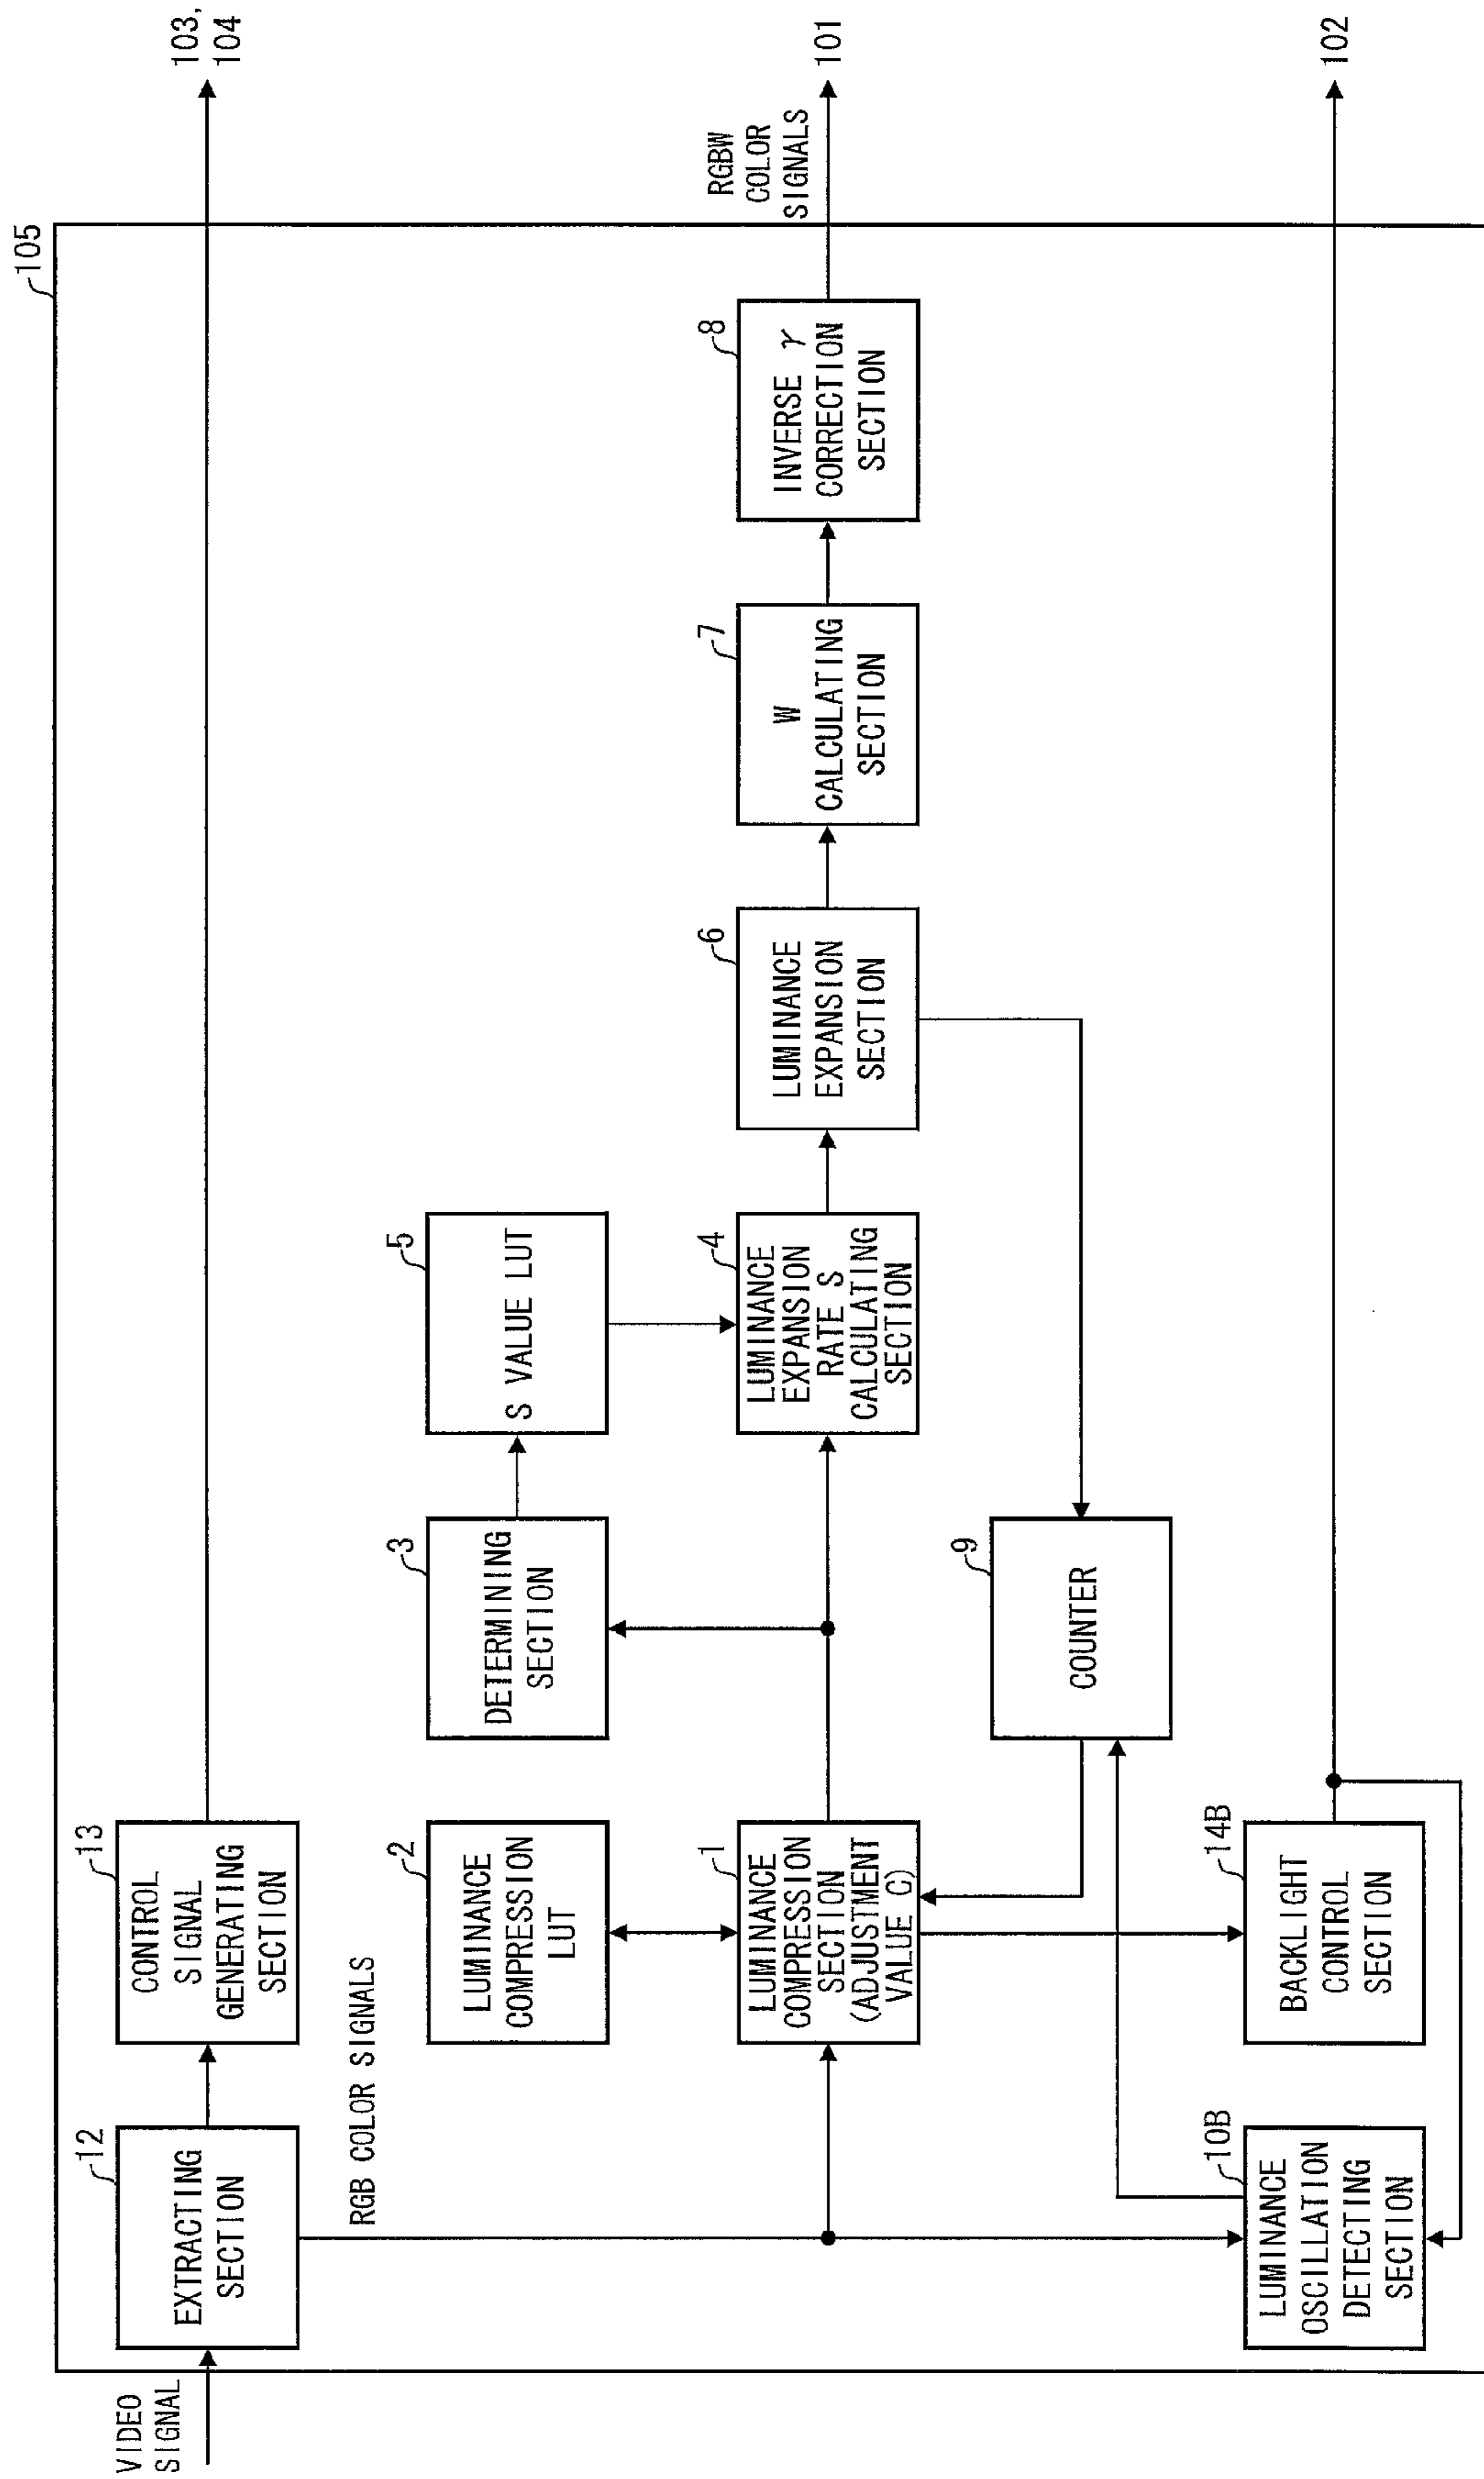 105
VIDEO
SIGNAL
12
EXTRACTING
SECTION
13
CONTROL
SIGNAL
GENERATING
SECTION
103,
104
RGB COLOR SIGNALS
2
LUMINANCE
COMPRESSION
LUT
3
DETERMINING
SECTION
5
S VALUE LUT
1
LUMINANCE
COMPRESSION
SECTION
(ADJUSTMENT
VALUE C)
4
LUMINANCE
EXPANSION
RATE S
CALCULATING
SECTION
6
LUMINANCE
EXPANSION
SECTION
7
W
CALCULATING
SECTION
8
INVERSE γ
CORRECTION
SECTION
RGBW
COLOR
SIGNALS
101
9
COUNTER
10B
LUMINANCE
OSCILLATION
DETECTING
SECTION
14B
BACKLIGHT
CONTROL
SECTION
102